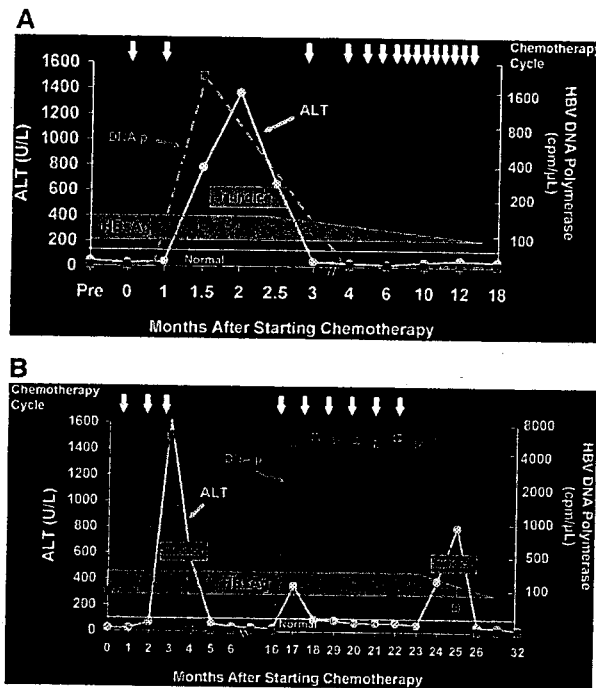 A
Chemotherapy
Cycle
1600
1400
1200
1000
800
600
400
200
0
ALT (U/L)
ALT
DNA p
HBsAg
Normal
1600
800
400
200
100
HBV DNA Polymerase
(cpm/µL)
Pre 0 1 1.5 2 2.5 3 4 6 10 12 18
Months After Starting Chemotherapy
B
Chemotherapy
Cycle
1600
1400
1200
1000
800
600
400
200
0
ALT (U/L)
ALT
HBsAg
Normal
8000
4000
2000
1000
500
100
HBV DNA Polymerase
(cpm/µL)
0 1 2 3 4 5 6 16 17 18 29 20 21 22 23 24 25 26 32
Months After Starting Chemotherapy